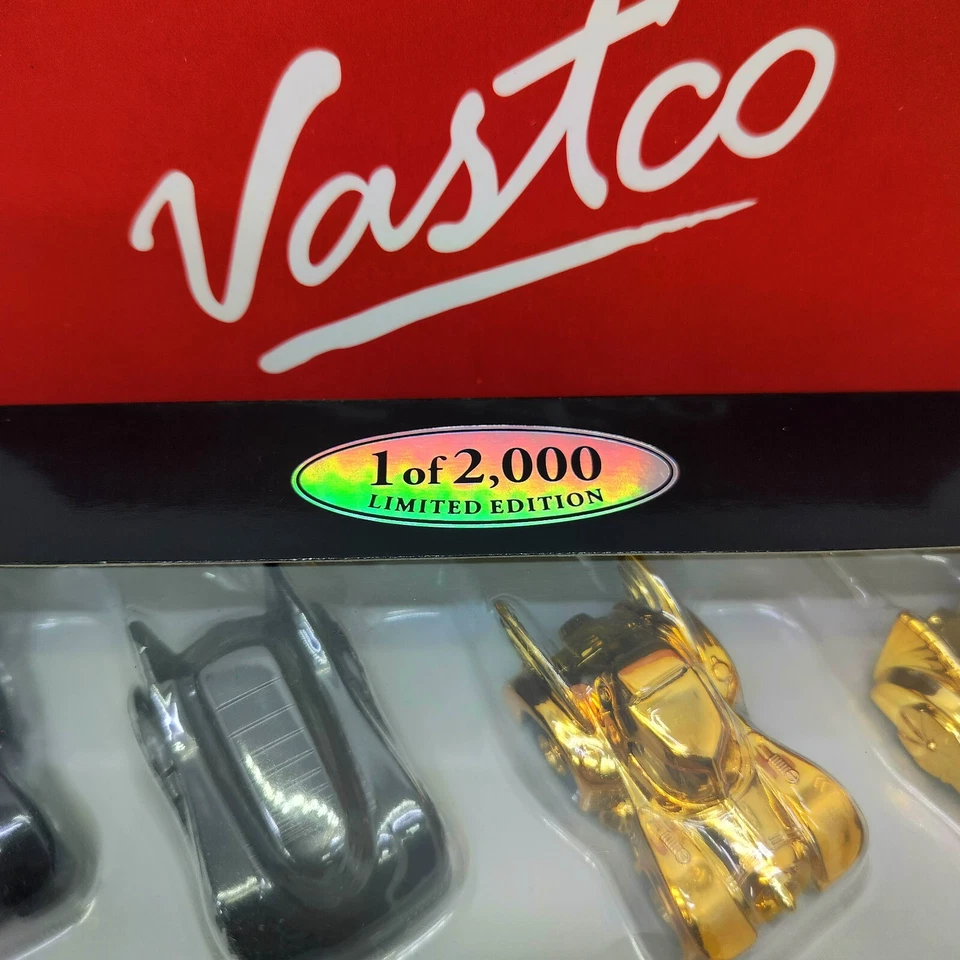 Vastco
1 of 2,000
LIMITED EDITION